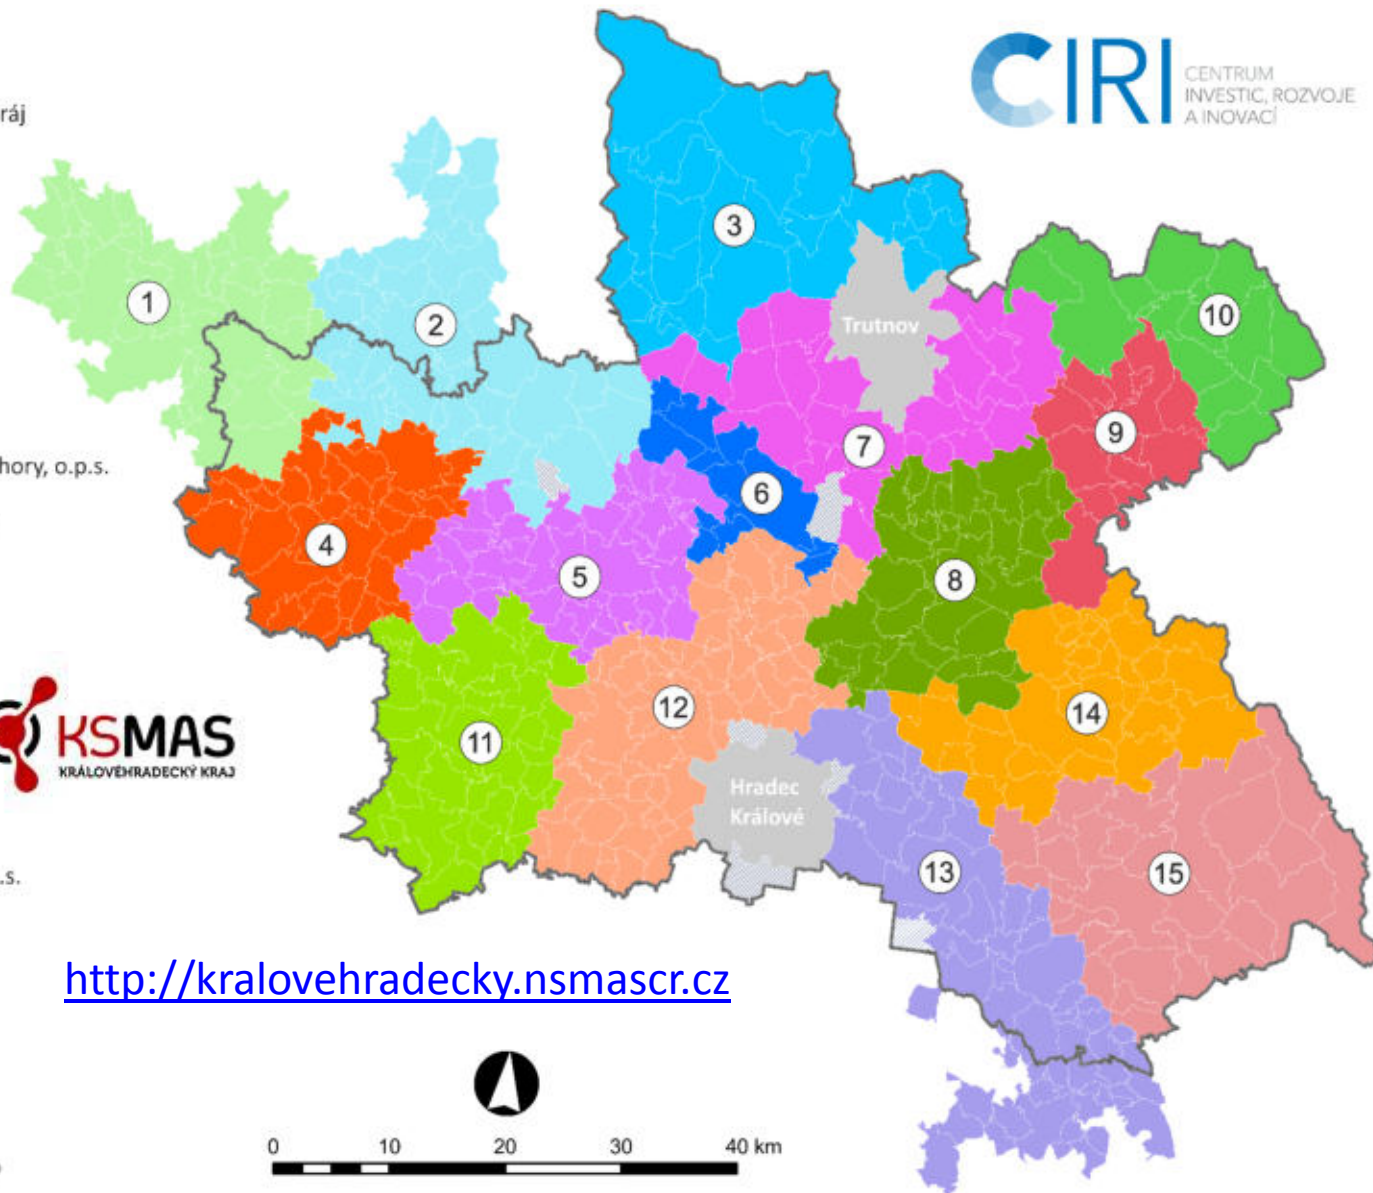 CIRI
CENTRUM
INVESTIC, ROZVOJE
A INOVACÍ
ráj
3
1
2
10
Trutnov
9
7
hory, o.p.s.
6
4
5
8
12
14
11
KSMAS
KRÁLOVÉHRADECKÝ KRAJ
Hradec
Králové
13
15
.s.
http://kralovehradecky.nsmascr.cz
0 10 20 30 40 km